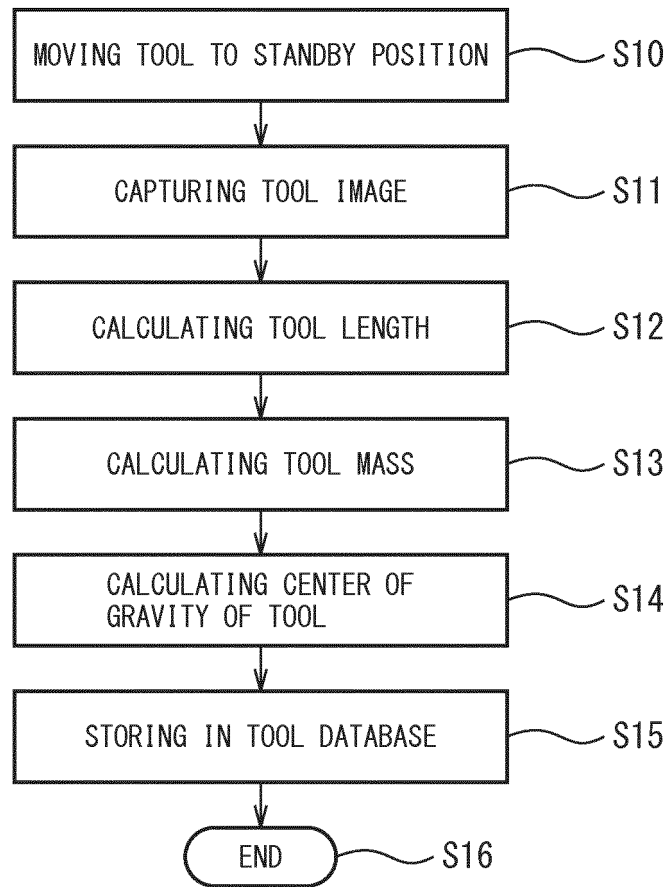 MOVING TOOL TO STANDBY POSITION
S10
CAPTURING TOOL IMAGE
S11
CALCULATING TOOL LENGTH
S12
CALCULATING TOOL MASS
S13
CALCULATING CENTER OF
GRAVITY OF TOOL
S14
STORING IN TOOL DATABASE
S15
END
S16